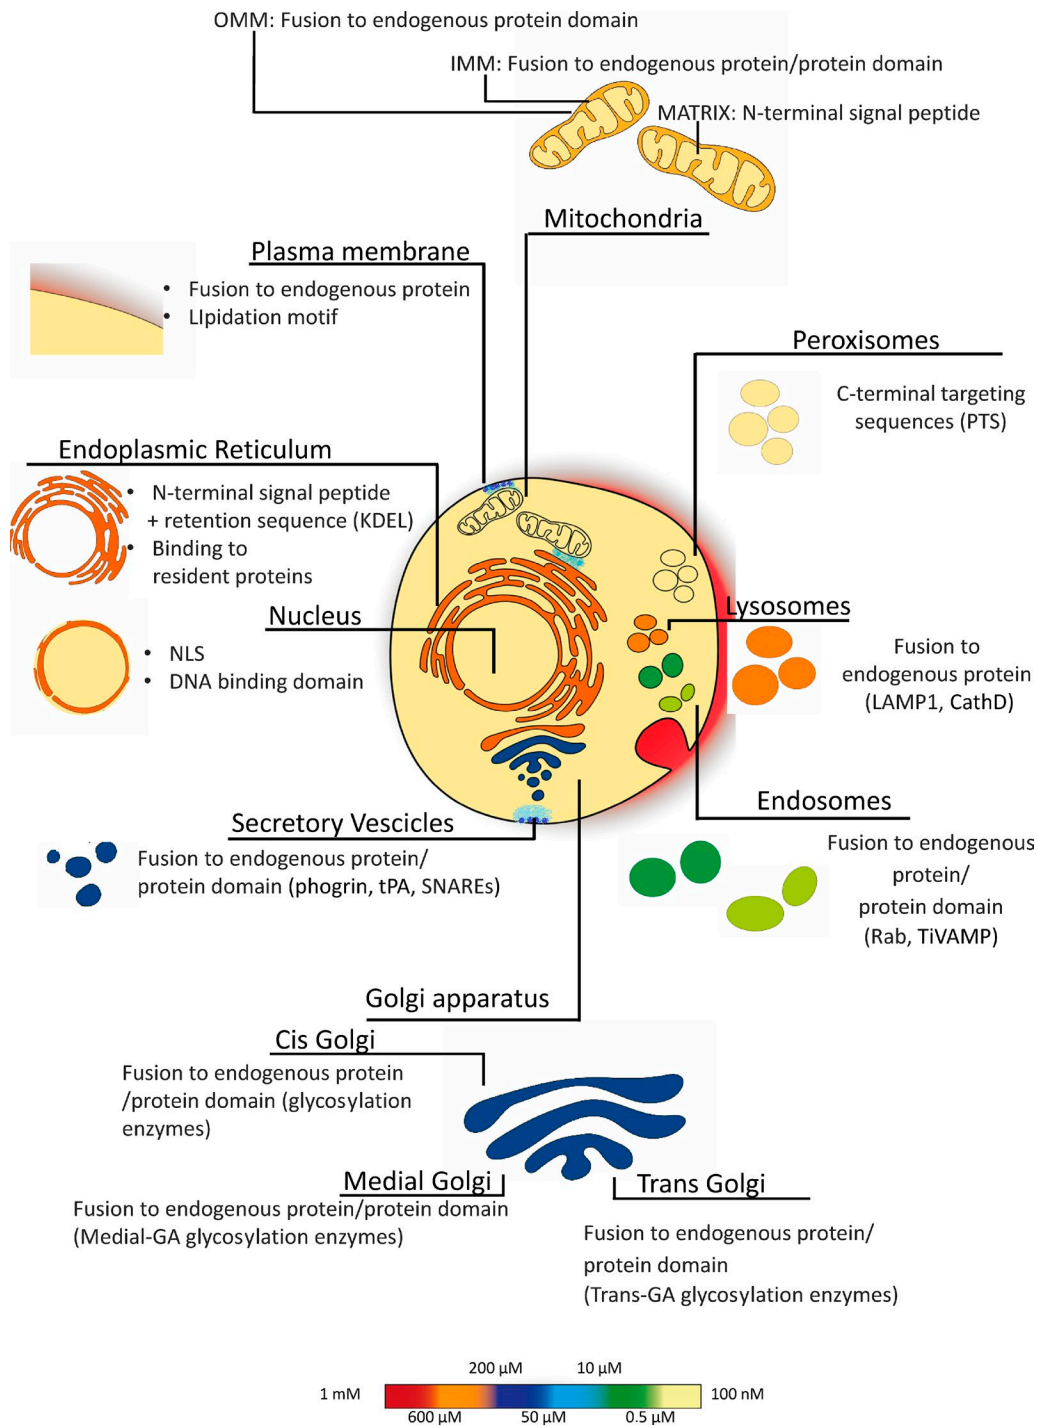 OMM: Fusion to endogenous protein domain
IMM: Fusion to endogenous protein/protein domain
MATRIX: N-terminal signal peptide
Mitochondria
Plasma membrane
• Fusion to endogenous protein
• LIpidation motif
Peroxisomes
C-terminal targeting
sequences (PTS)
Endoplasmic Reticulum
• N-terminal signal peptide
+ retention sequence (KDEL)
• Binding to
resident proteins
Nucleus
• NLS
• DNA binding domain
Lysosomes
Fusion to
endogenous protein
(LAMP1, CathD)
Endosomes
Fusion to endogenous
protein/
protein domain
(Rab, TiVAMP)
Secretory Vescicles
Fusion to endogenous protein/
protein domain (phogrin, tPA, SNAREs)
Golgi apparatus
Cis Golgi
Fusion to endogenous protein
/protein domain (glycosylation
enzymes)
Medial Golgi
Fusion to endogenous protein/protein domain
(Medial-GA glycosylation enzymes)
Trans Golgi
Fusion to endogenous protein/
protein domain
(Trans-GA glycosylation enzymes)
200 µM 10 µM
1 mM 100 nM
600 µM 50 µM 0.5 µM